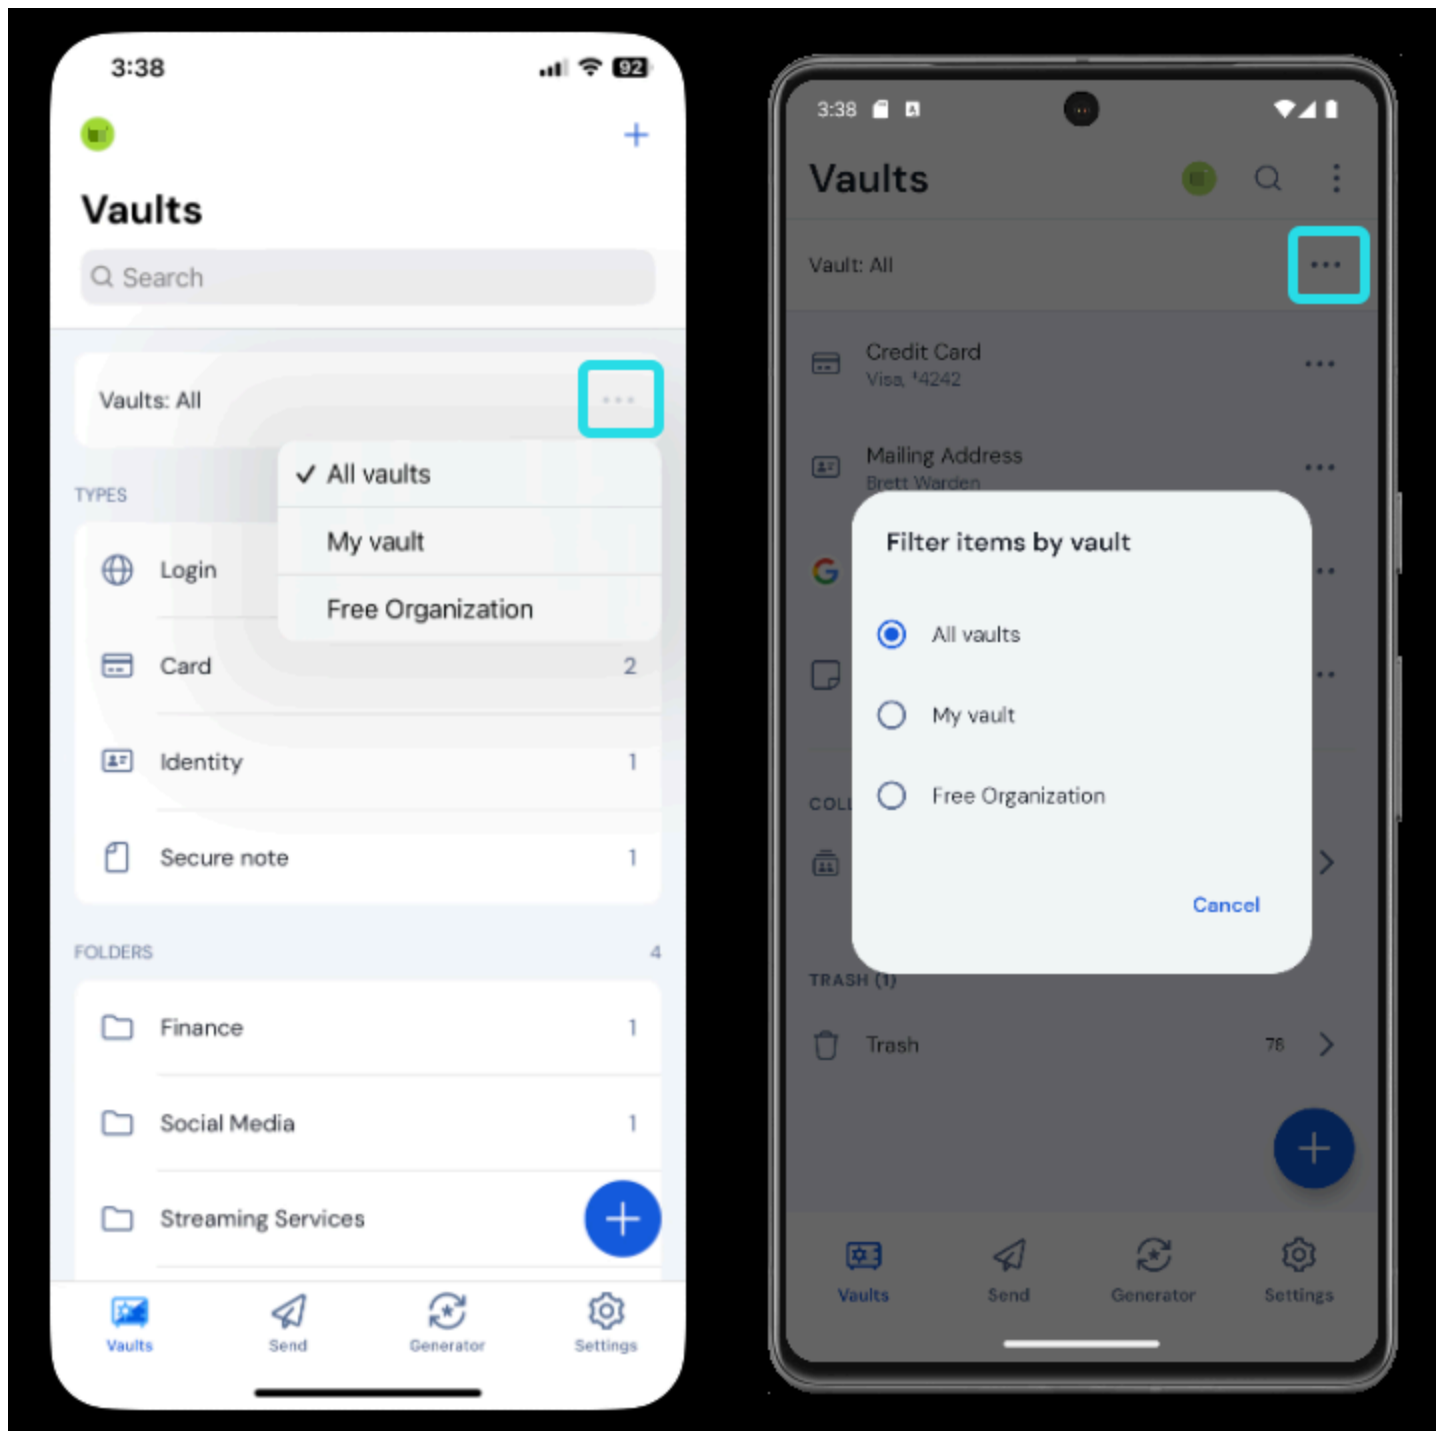 3:38
92
Vaults
Search
Vaults: All
All vaults
My vault
Free Organization
TYPES
Login
Card 2
Identity 1
Secure note 1
FOLDERS 4
Finance 1
Social Media 1
Streaming Services
Vaults Send Generator Settings
3:38
Vaults
Vault: All
Credit Card
Visa, *4242
Mailing Address
Brett Warden
Filter items by vault
All vaults
My vault
Free Organization
COLL
Cancel
TRASH (1)
Trash 78
Vaults Send Generator Settings